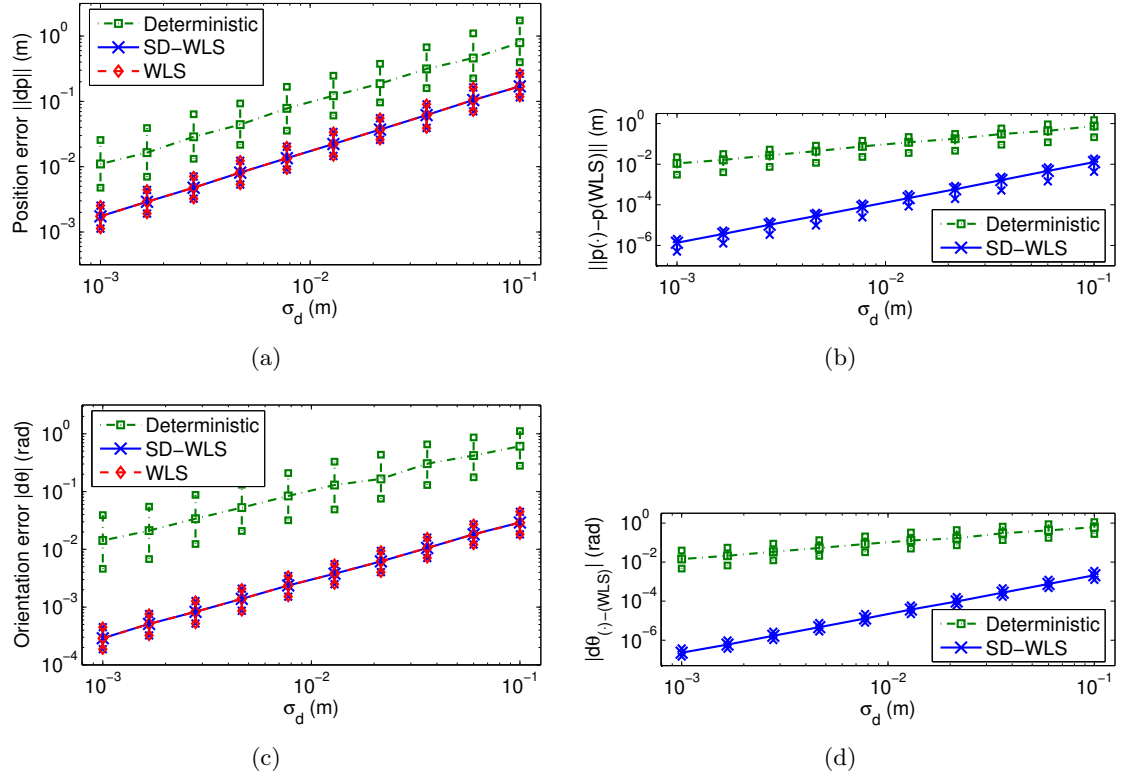 Position error ||dp|| (m)
10^0
10^-1
10^-2
10^-3
Deterministic
SD-WLS
WLS
10^-3
10^-2
10^-1
σ_d (m)
(a)
||p(·)-p(WLS)|| (m)
10^0
10^-2
10^-4
10^-6
Deterministic
SD-WLS
10^-3
10^-2
10^-1
σ_d (m)
(b)
Orientation error |dθ| (rad)
10^0
10^-1
10^-2
10^-3
10^-4
Deterministic
SD-WLS
WLS
10^-3
10^-2
10^-1
σ_d (m)
(c)
|dθ_(·)-(WLS)| (rad)
10^0
10^-2
10^-4
10^-6
Deterministic
SD-WLS
10^-3
10^-2
10^-1
σ_d (m)
(d)